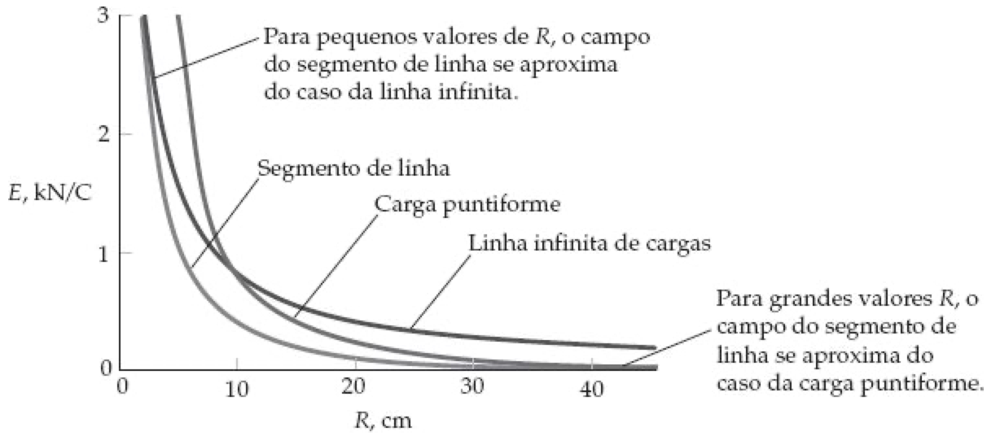 3
Para pequenos valores de R, o campo
do segmento de linha se aproxima
do caso da linha infinita.
2
Segmento de linha
E, kN/C
Carga puntiforme
Linha infinita de cargas
1
Para grandes valores R, o
campo do segmento de
linha se aproxima do
caso da carga puntiforme.
0
0 10 20 30 40
R, cm